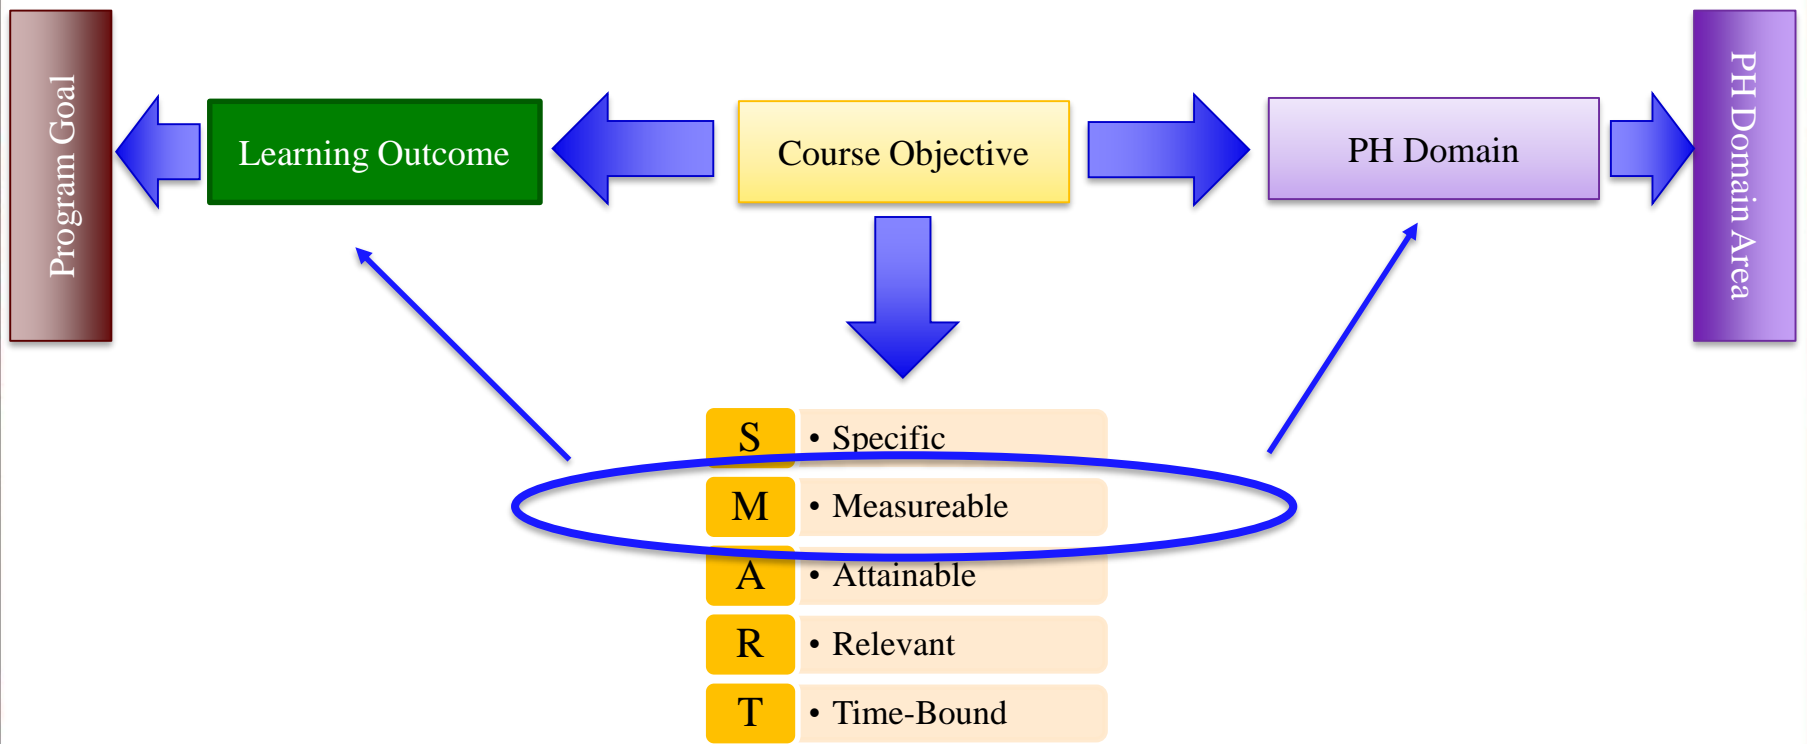 Program Goal
Learning Outcome
Course Objective
PH Domain
PH Domain Area
S • Specific
M • Measureable
A • Attainable
R • Relevant
T • Time-Bound